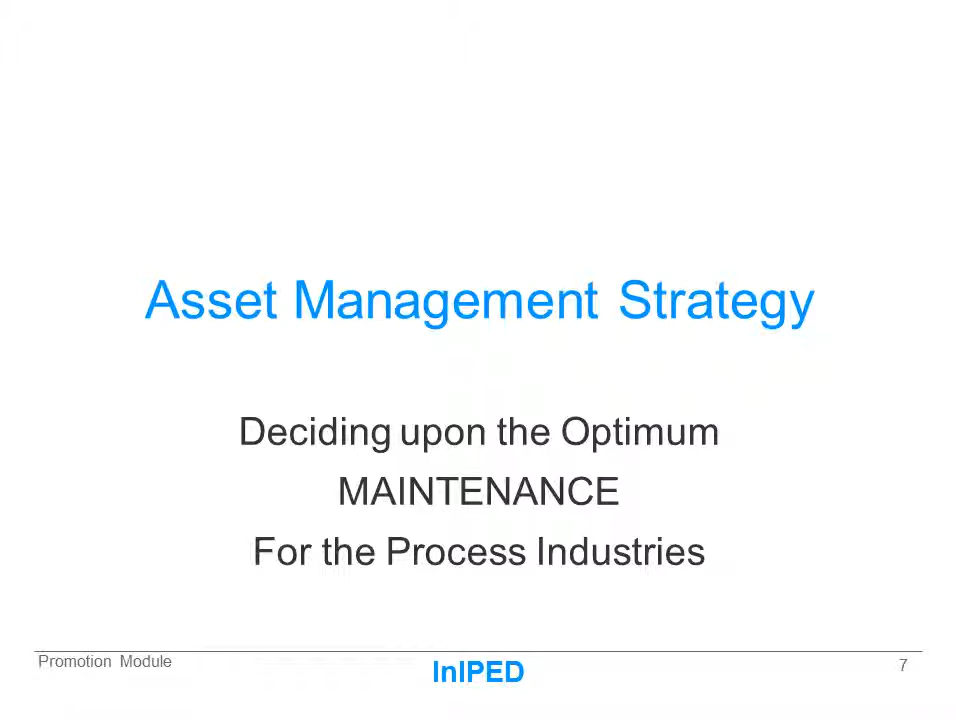 Asset Management Strategy
Deciding upon the Optimum
MAINTENANCE
For the Process Industries
Promotion Module
InIPED
7